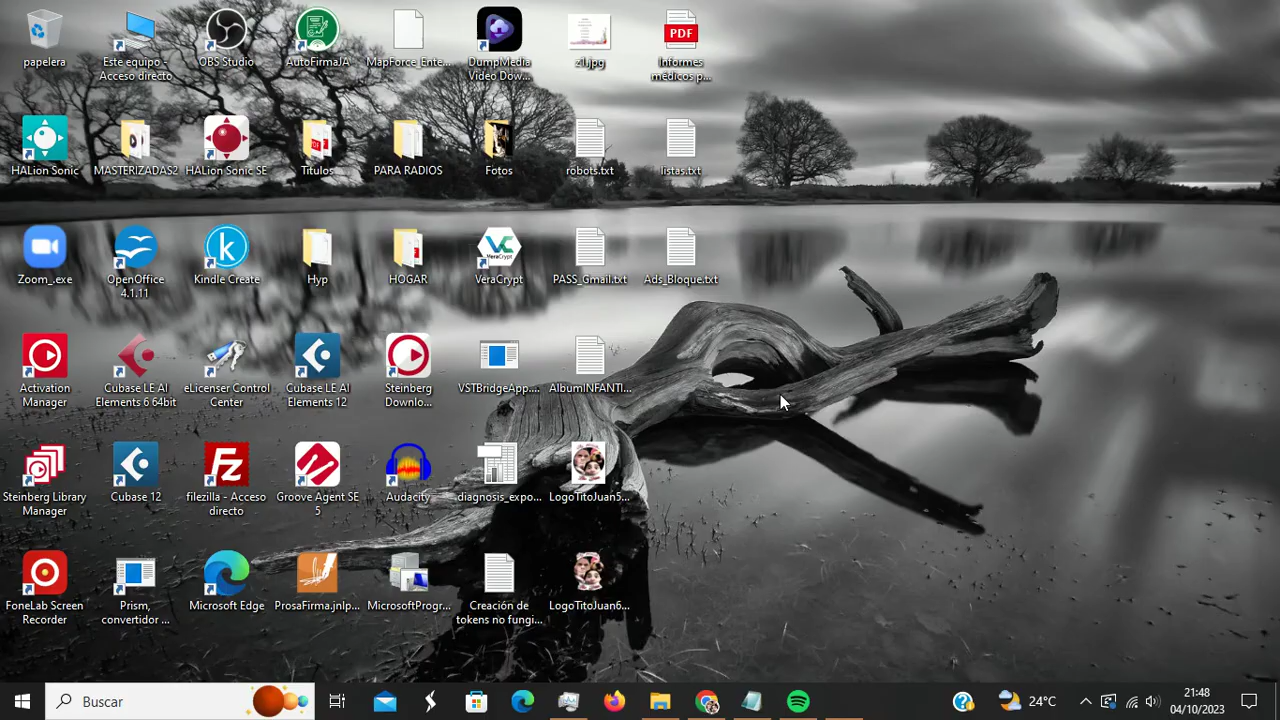 papelera
Este equipo -
Acceso directo
OBS Studio
AutoFirmaJA
MapForce_Ente...
DumpMedia
Video Dow...
z1.jpg
PDF
Informes
médicos p...
HALion Sonic
MASTERIZADAS2
HALion Sonic SE
Titulos
PARA RADIOS
Fotos
robots.txt
listas.txt
Zoom_.exe
OpenOffice
4.1.11
Kindle Create
Hyp
HOGAR
VeraCrypt
PASS_Gmail.txt
Ads_Bloque.txt
Activation
Manager
Cubase LE AI
Elements 6 64bit
eLicenser Control
Center
Cubase LE AI
Elements 12
Steinberg
Downlo...
VSTBridgeApp....
AlbumINFANTI...
Steinberg Library
Manager
Cubase 12
filezilla - Acceso
directo
Groove Agent SE
5
Audacity
diagnosis_expo...
LogoTitoJuan5...
FoneLab Screen
Recorder
Prism,
convertidor ...
Microsoft Edge
ProsaFirma.jnlp...
MicrosoftProgr...
Creación de
tokens no fungi...
LogoTitoJuan6...
Buscar
24°C
21:48
04/10/2023